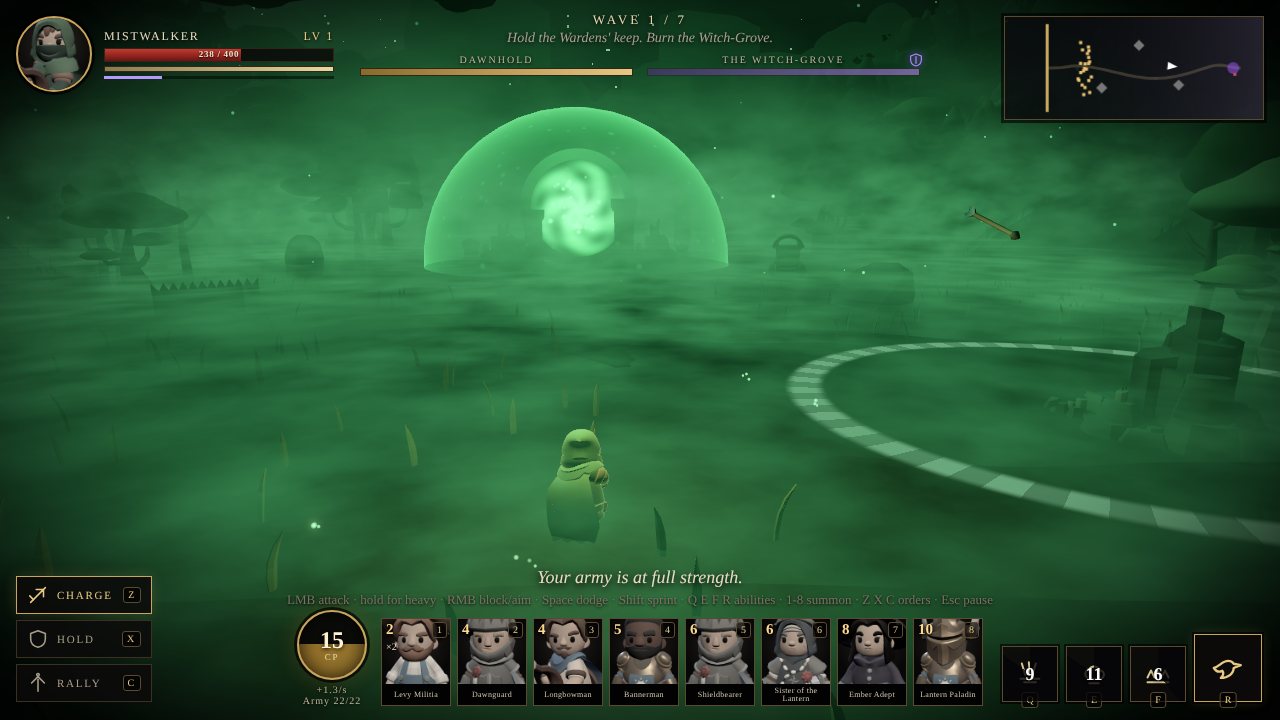 WAVE 1 / 7
Hold the Wardens' keep. Burn the Witch-Grove.
MISTWALKER LV 1
238 / 400
DAWNHOLD THE WITCH-GROVE
Your army is at full strength.
LMB attack · hold for heavy · RMB block/aim · Space dodge · Shift sprint · Q E F R abilities · 1-8 summon · Z X C orders · Esc pause
CHARGE Z
HOLD X
RALLY C
15
CP
+1.3/s
Army 22/22
2 1
×2
Levy Militia
4 2
Dawnguard
4 3
Longbowman
5 4
Bannerman
6 5
Shieldbearer
6 6
Sister of the
Lantern
8 7
Ember Adept
10 8
Lantern Paladin
9
Q
11
E
6
F
R